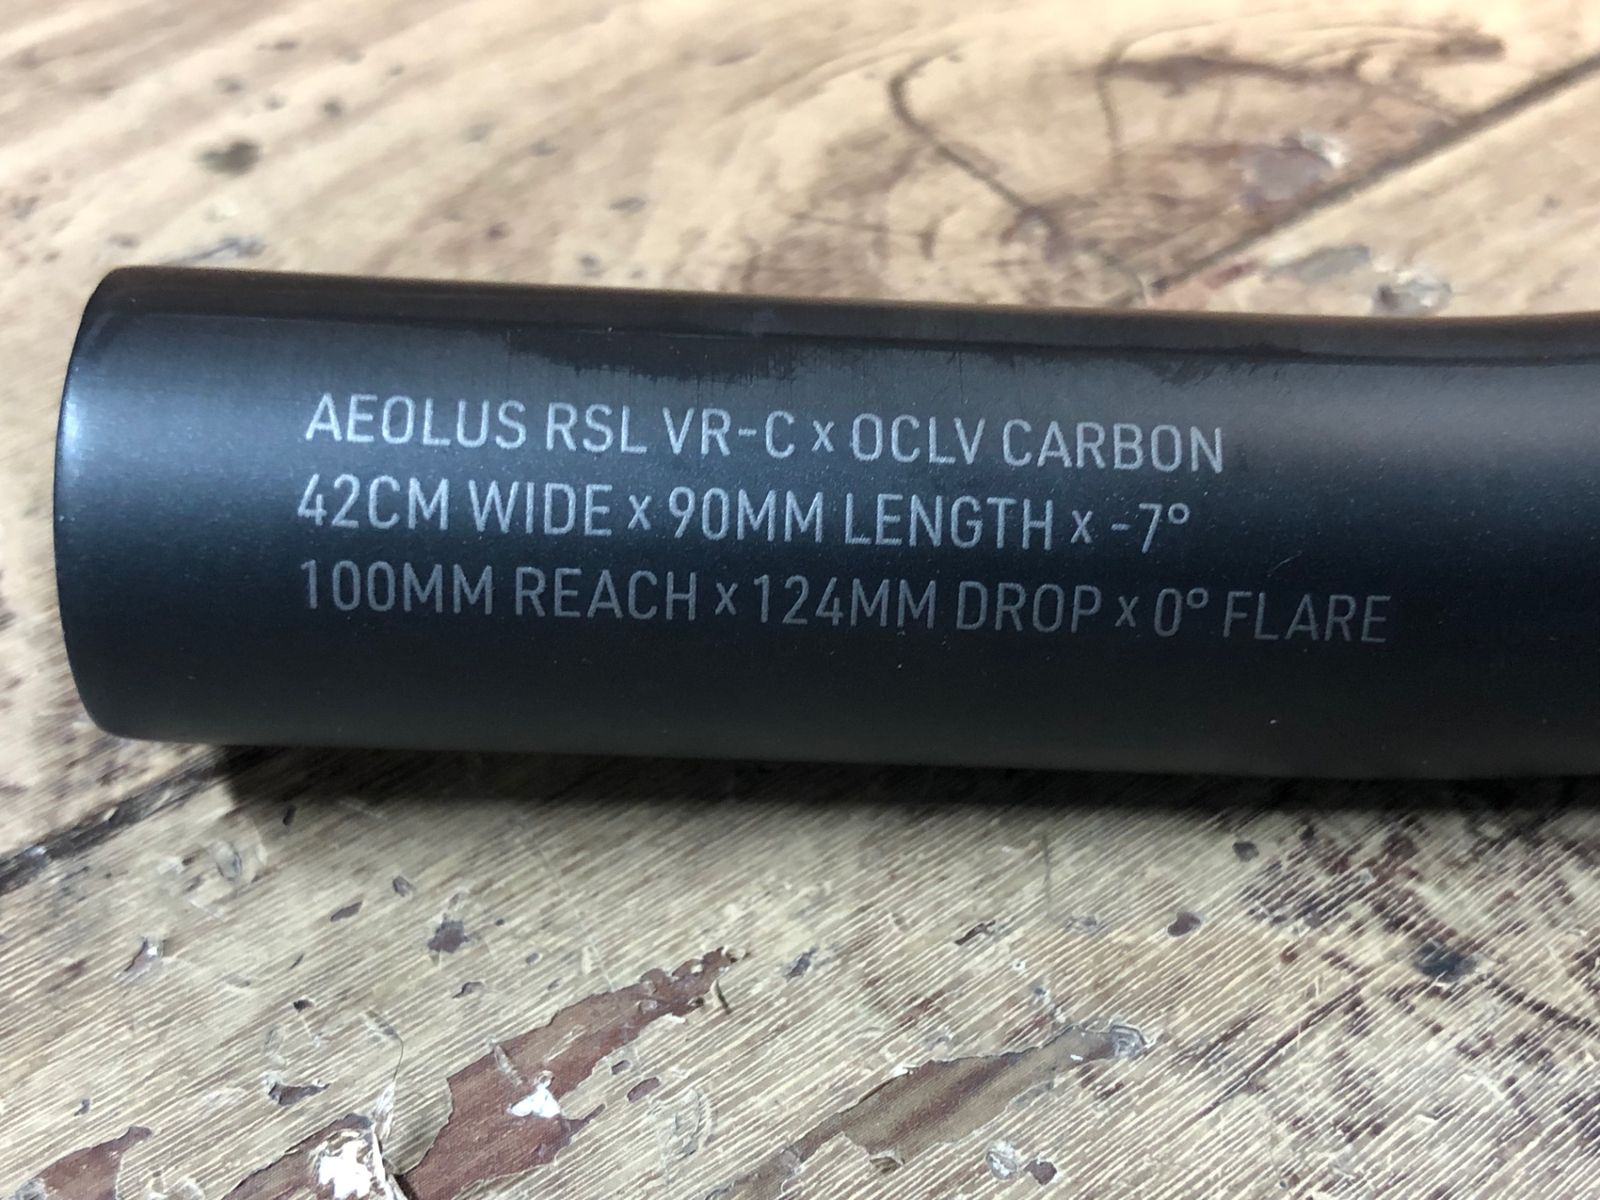 AEOLUS RSL VR-C x OCLV CARBON
42CM WIDE x 90MM LENGTH x -7°
100MM REACH x 124MM DROP x 0° FLARE